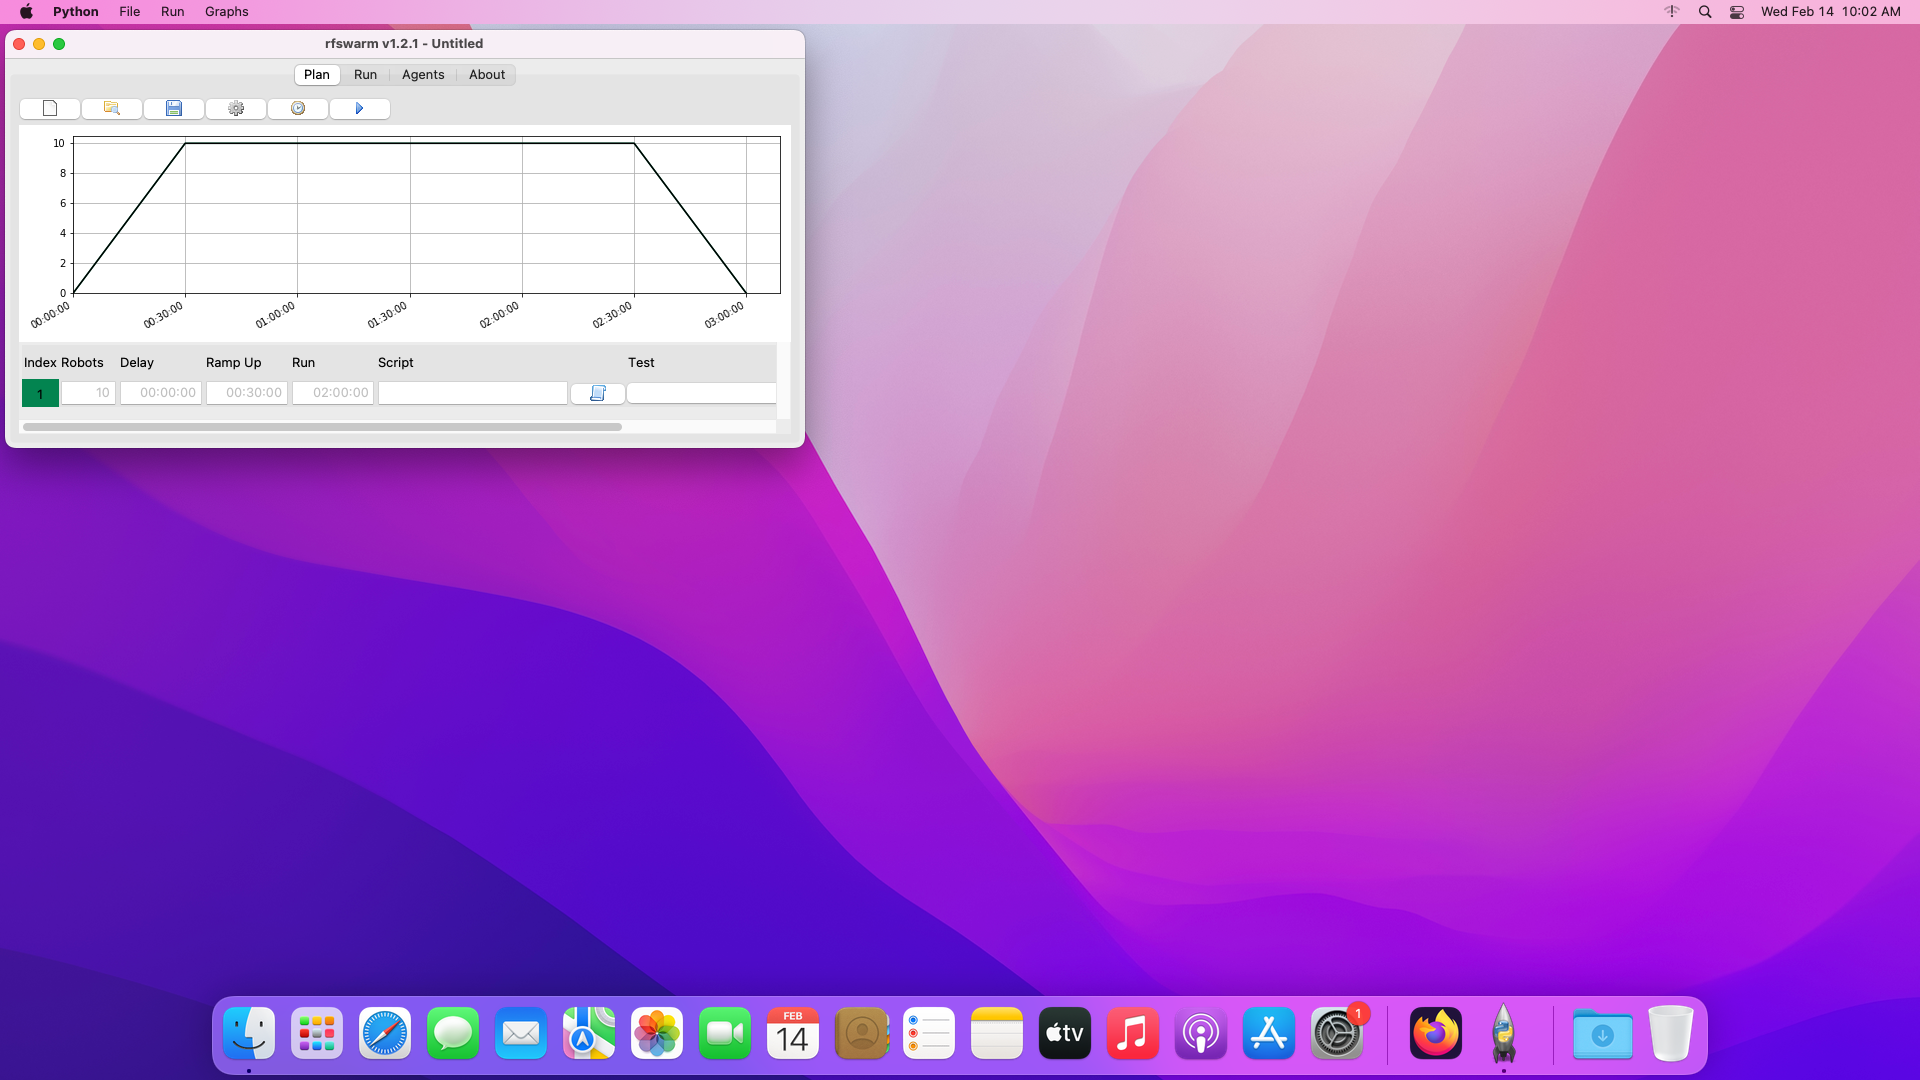 Python File Run Graphs
Wed Feb 14 10:02 AM
rfswarm v1.2.1 - Untitled
Plan Run Agents About
10
8
6
4
2
0
00:00:00 00:30:00 01:00:00 01:30:00 02:00:00 02:30:00 03:00:00
Index Robots Delay Ramp Up Run Script Test
1 10 00:00:00 00:30:00 02:00:00
FEB
14
tv
1